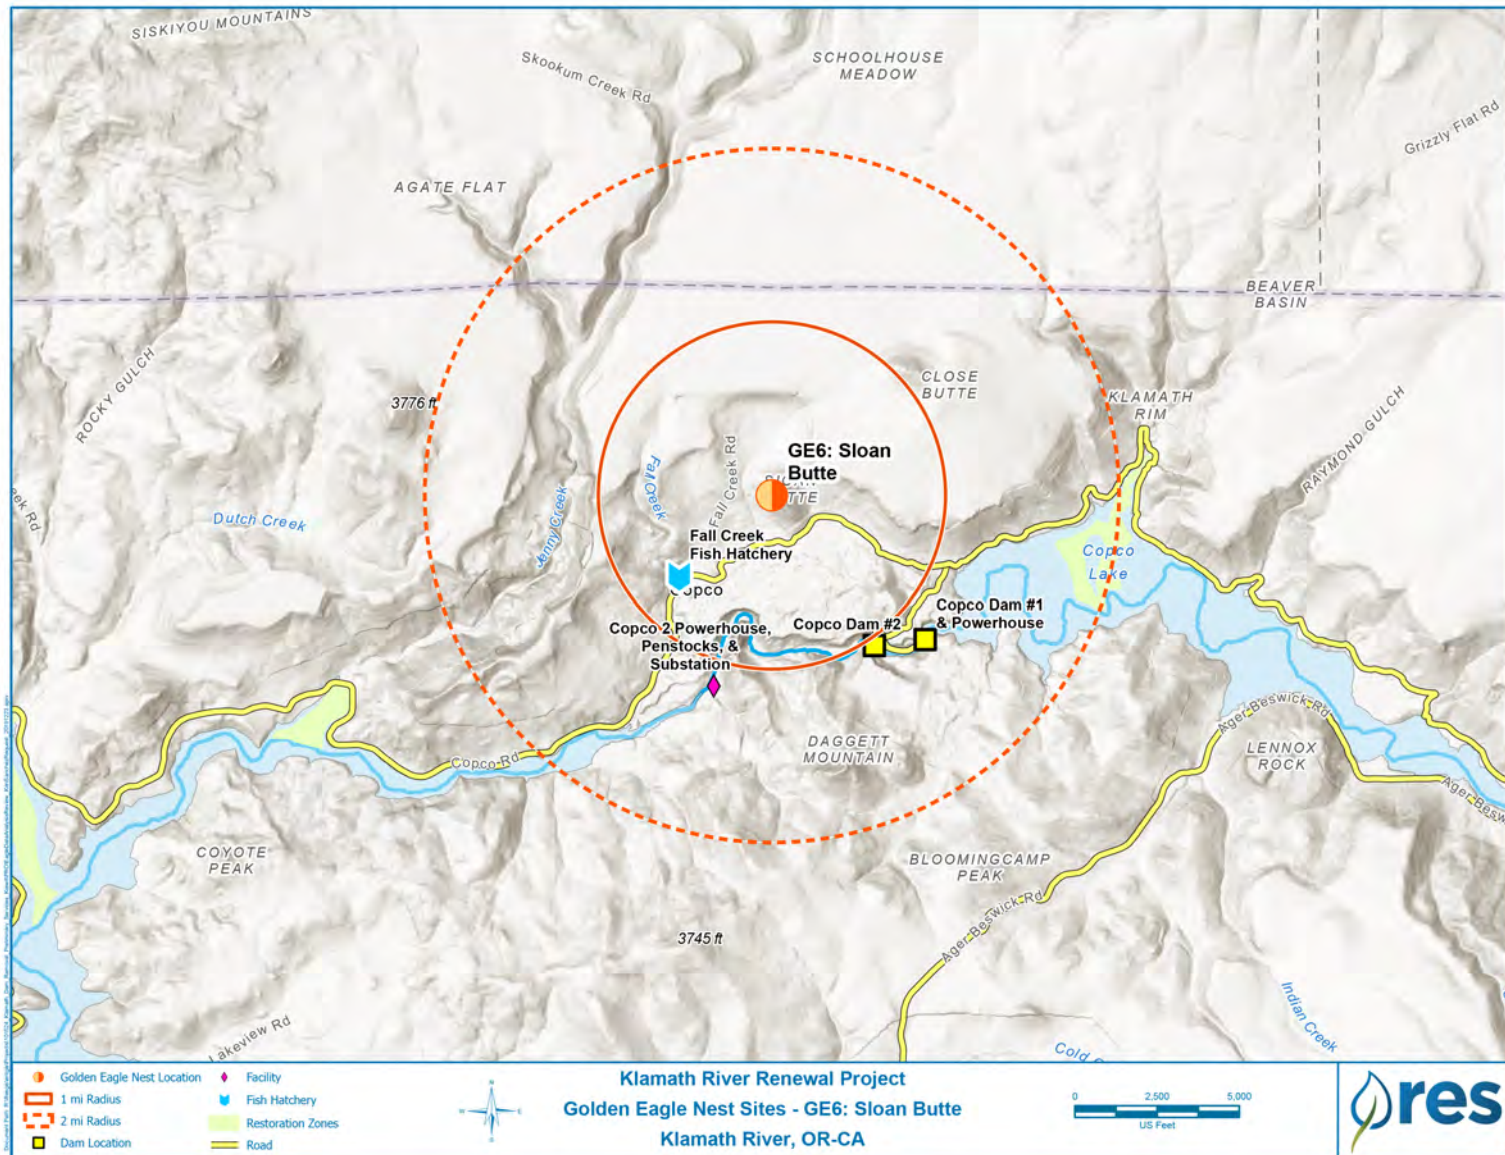 SISKIYOU MOUNTAINS
Skookum Creek Rd
SCHOOLHOUSE
MEADOW
Grizzly Flat Rd
AGATE FLAT
BEAVER
BASIN
ROCKY GULCH
3776 ft
CLOSE
BUTTE
KLAMATH
RIM
RAYMOND GULCH
GE6: Sloan
Butte
Fall Creek
Fall Creek Rd
Dutch Creek
Jenny Creek
Fall Creek
Fish Hatchery
Copco
Copco
Lake
Copco 2 Powerhouse,
Penstocks, &
Substation
Copco Dam #2
Copco Dam #1
& Powerhouse
Ager Beswick Rd
DAGGETT
MOUNTAIN
LENNOX
ROCK
Copco Rd
COYOTE
PEAK
BLOOMINGCAMP
PEAK
Ager Beswick Rd
3745 ft
Indian Creek
Lakeview Rd
Cold
Golden Eagle Nest Location
1 mi Radius
2 mi Radius
Dam Location
Facility
Fish Hatchery
Restoration Zones
Road
N
W
E
S
Klamath River Renewal Project
Golden Eagle Nest Sites - GE6: Sloan Butte
Klamath River, OR-CA
0 2,500 5,000
US Feet
res